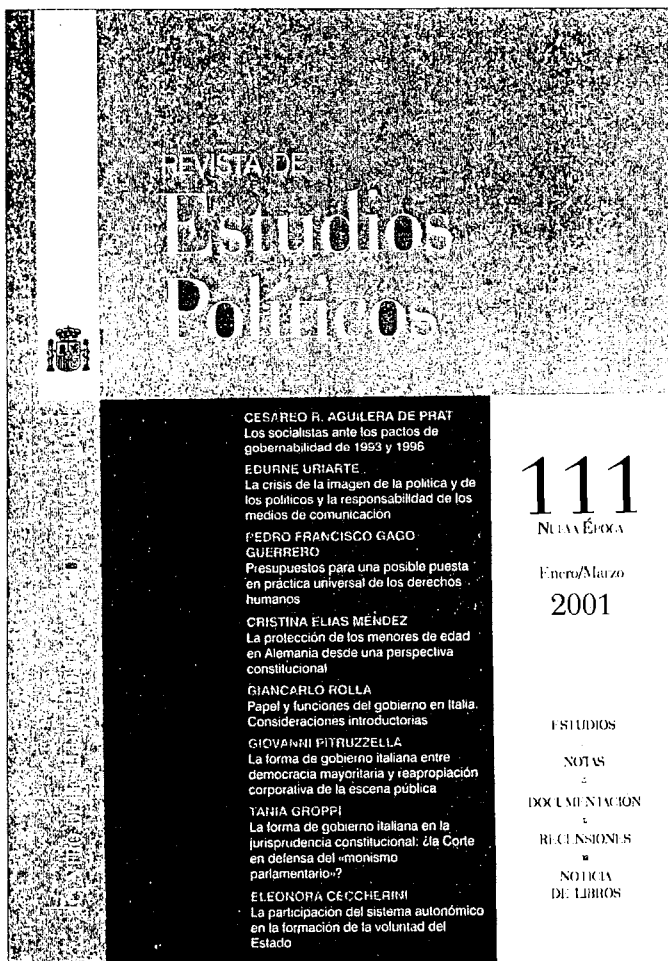 REVISTA DE
Estudios
Políticos
CESAREO R. AGUILERA DE PRAT
Los socialistas ante los pactos de
gobernabilidad de 1993 y 1996
EDURNE URIARTE
La crisis de la imagen de la política y de
los políticos y la responsabilidad de los
medios de comunicación
PEDRO FRANCISCO GAGO
GUERRERO
Presupuestos para una posible puesta
en práctica universal de los derechos
humanos
CRISTINA ELIAS MÉNDEZ
La protección de los menores de edad
en Alemania desde una perspectiva
constitucional
GIANCARLO ROLLA
Papel y funciones del gobierno en Italia.
Consideraciones introductorias
GIOVANNI PITRUZZELLA
La forma de gobierno italiana entre
democracia mayoritaria y reapropiación
corporativa de la escena pública
TANIA GROPPI
La forma de gobierno italiana en la
jurisprudencia constitucional: ¿la Corte
en defensa del «monismo
parlamentario»?
ELEONORA CECCHERINI
La participación del sistema autonómico
en la formación de la voluntad del
Estado
111
NUEVA ÉPOCA
Enero/Marzo
2001
ESTUDIOS
NOTAS
DOCUMENTACION
RECENSIONES
NOTICIA
DE LIBROS